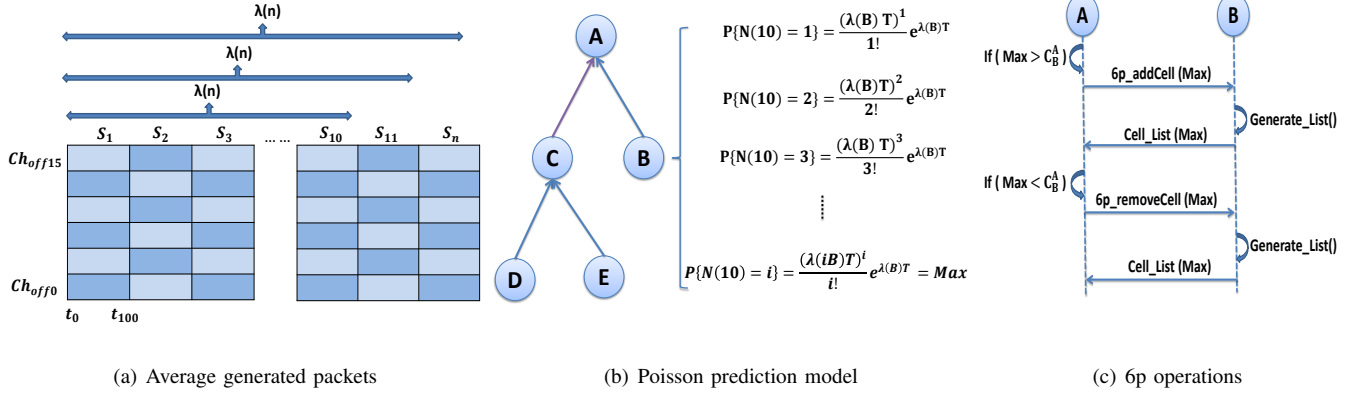 λ(n)
λ(n)
λ(n)
S₁ S₂ S₃ ... ... S₁₀ S₁₁ Sₙ
Ch_off15
Ch_off0
t₀ t₁₀₀
(a) Average generated packets
A
C B
D E
P{N(10) = 1} = (λ(B) T)¹ / 1! e^λ(B)T
P{N(10) = 2} = (λ(B) T)² / 2! e^λ(B)T
P{N(10) = 3} = (λ(B) T)³ / 3! e^λ(B)T
P{N(10) = i} = (λ(iB)T)ⁱ / i! e^λ(B)T = Max
(b) Poisson prediction model
A B
If ( Max > C_B^A )
6p_addCell (Max)
Generate_List()
Cell_List (Max)
If ( Max < C_B^A )
6p_removeCell (Max)
Generate_List()
Cell_List (Max)
(c) 6p operations